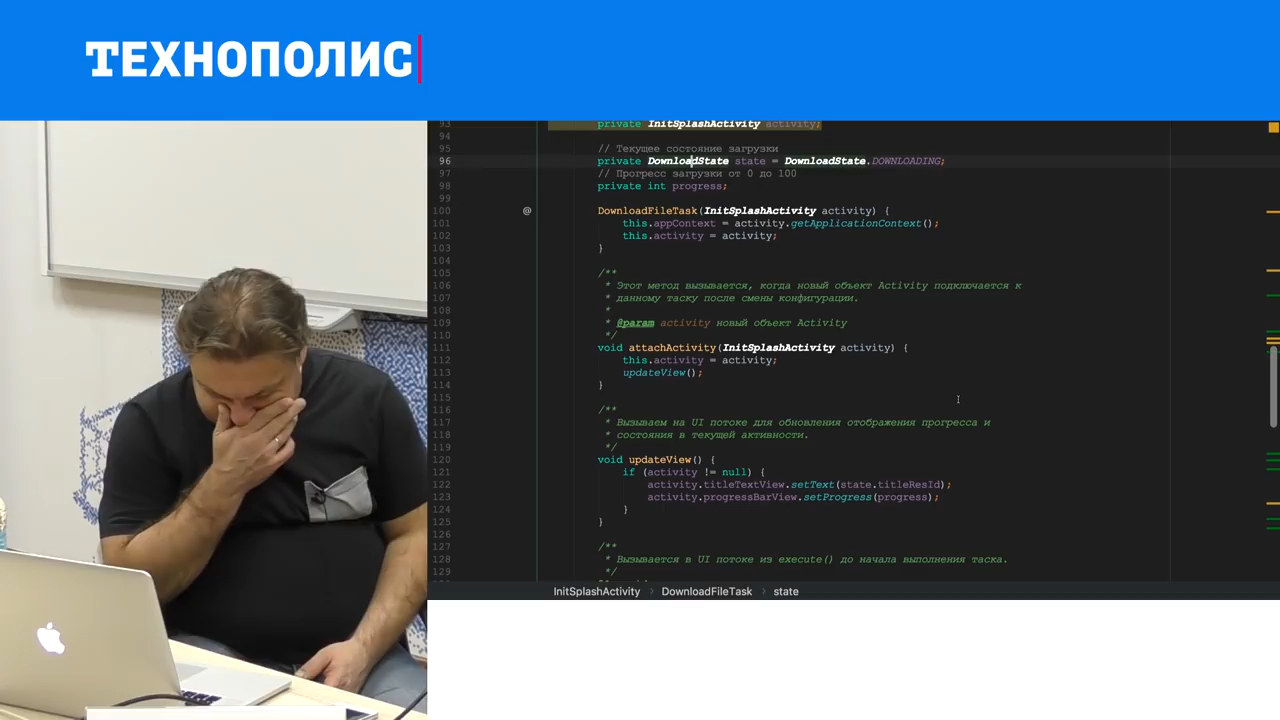 ТЕХНОПОЛИС
93 private InitSplashActivity activity;
94
95 // Текущее состояние загрузки
96 private DownloadState state = DownloadState.DOWNLOADING;
97 // Прогресс загрузки от 0 до 100
98 private int progress;
99
100 @ DownloadFileTask(InitSplashActivity activity) {
101 this.appContext = activity.getApplicationContext();
102 this.activity = activity;
103 }
104
105 /**
106 * Этот метод вызывается, когда новый объект Activity подключается к
107 * данному таску после смены конфигурации.
108 *
109 * @param activity новый объект Activity
110 */
111 void attachActivity(InitSplashActivity activity) {
112 this.activity = activity;
113 updateView();
114 }
115
116 /**
117 * Вызываем на UI потоке для обновления отображения прогресса и
118 * состояния в текущей активности.
119 */
120 void updateView() {
121 if (activity != null) {
122 activity.titleTextView.setText(state.titleResId);
123 activity.progressBarView.setProgress(progress);
124 }
125 }
126
127 /**
128 * Вызывается в UI потоке из execute() до начала выполнения таска.
129 */
InitSplashActivity › DownloadFileTask › state